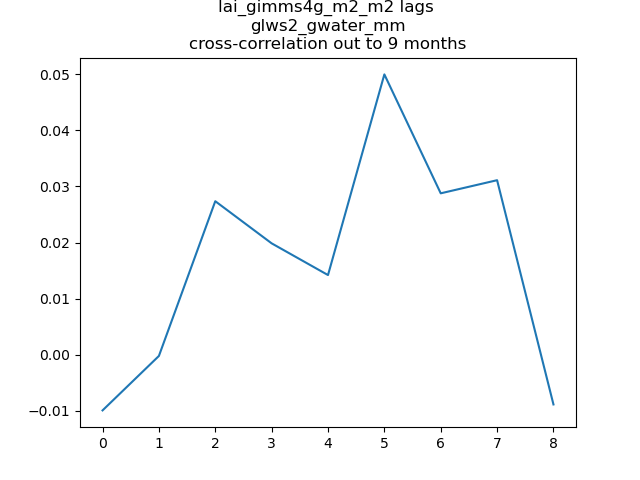 lai_gimms4g_m2_m2 lags
glws2_gwater_mm
cross-correlation out to 9 months
0.05
0.04
0.03
0.02
0.01
0.00
−0.01
0 1 2 3 4 5 6 7 8